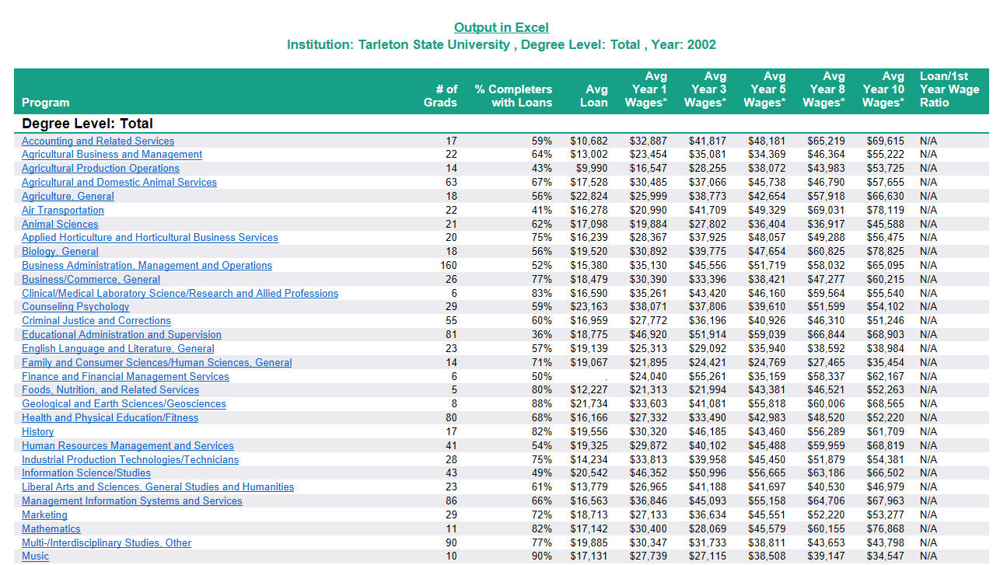 Output in Excel
Institution: Tarleton State University , Degree Level: Total , Year: 2002
Program # of Grads % Completers with Loans Avg Loan Avg Year 1 Wages* Avg Year 3 Wages* Avg Year 5 Wages* Avg Year 8 Wages* Avg Year 10 Wages* Loan/1st Year Wage Ratio
Degree Level: Total
Accounting and Related Services 17 59% $10,682 $32,887 $41,817 $48,181 $65,219 $69,615 N/A
Agricultural Business and Management 22 64% $13,002 $23,454 $35,081 $34,369 $46,364 $55,222 N/A
Agricultural Production Operations 14 43% $9,990 $16,547 $28,255 $38,072 $43,983 $53,725 N/A
Agricultural and Domestic Animal Services 63 67% $17,528 $30,485 $37,066 $45,738 $46,790 $57,655 N/A
Agriculture, General 18 56% $22,824 $25,999 $38,773 $42,654 $57,918 $66,630 N/A
Air Transportation 22 41% $16,278 $20,990 $41,709 $49,329 $69,031 $78,119 N/A
Animal Sciences 21 62% $17,098 $19,884 $27,802 $36,404 $36,917 $45,588 N/A
Applied Horticulture and Horticultural Business Services 20 75% $16,239 $28,367 $37,925 $48,057 $49,288 $56,475 N/A
Biology, General 18 56% $19,520 $30,892 $39,775 $47,654 $60,825 $78,825 N/A
Business Administration, Management and Operations 160 52% $15,380 $35,130 $45,556 $51,719 $58,032 $65,095 N/A
Business/Commerce, General 26 77% $18,479 $30,390 $33,396 $38,421 $47,277 $60,215 N/A
Clinical/Medical Laboratory Science/Research and Allied Professions 6 83% $16,590 $35,261 $43,420 $46,160 $59,564 $55,540 N/A
Counseling Psychology 29 59% $23,163 $38,071 $37,806 $39,610 $51,599 $54,102 N/A
Criminal Justice and Corrections 55 60% $16,959 $27,772 $36,196 $40,926 $46,310 $51,246 N/A
Educational Administration and Supervision 81 36% $18,775 $46,920 $51,914 $59,039 $66,844 $68,903 N/A
English Language and Literature, General 23 57% $19,139 $25,313 $29,092 $35,940 $38,592 $38,984 N/A
Family and Consumer Sciences/Human Sciences, General 14 71% $19,067 $21,895 $24,421 $24,769 $27,465 $35,454 N/A
Finance and Financial Management Services 6 50% . $24,040 $55,261 $35,159 $58,337 $62,167 N/A
Foods, Nutrition, and Related Services 5 80% $12,227 $21,313 $21,994 $43,381 $46,521 $52,263 N/A
Geological and Earth Sciences/Geosciences 8 88% $21,734 $33,603 $41,081 $55,818 $60,006 $68,565 N/A
Health and Physical Education/Fitness 80 68% $16,166 $27,332 $33,490 $42,983 $48,520 $52,220 N/A
History 17 82% $19,556 $30,320 $46,185 $43,460 $56,289 $61,709 N/A
Human Resources Management and Services 41 54% $19,325 $29,872 $40,102 $45,488 $59,959 $68,819 N/A
Industrial Production Technologies/Technicians 28 75% $14,234 $33,813 $39,958 $45,450 $51,879 $54,381 N/A
Information Science/Studies 43 49% $20,542 $46,352 $50,996 $56,665 $63,186 $66,502 N/A
Liberal Arts and Sciences, General Studies and Humanities 23 61% $13,779 $26,965 $41,188 $41,697 $40,530 $46,979 N/A
Management Information Systems and Services 86 66% $16,563 $36,846 $45,093 $55,158 $64,706 $67,963 N/A
Marketing 29 72% $18,713 $27,133 $36,634 $45,551 $52,220 $53,277 N/A
Mathematics 11 82% $17,142 $30,400 $28,069 $45,579 $60,155 $76,868 N/A
Multi-/Interdisciplinary Studies, Other 90 77% $19,885 $30,347 $31,733 $38,811 $43,653 $43,798 N/A
Music 10 90% $17,131 $27,739 $27,115 $38,508 $39,147 $34,547 N/A